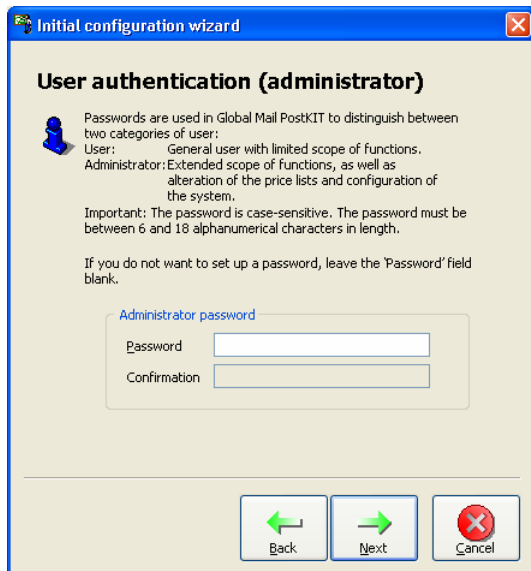 Initial configuration wizard
User authentication (administrator)
Passwords are used in Global Mail PostKIT to distinguish between
two categories of user:
User: General user with limited scope of functions.
Administrator: Extended scope of functions, as well as
alteration of the price lists and configuration of
the system.
Important: The password is case-sensitive. The password must be
between 6 and 18 alphanumerical characters in length.
If you do not want to set up a password, leave the 'Password' field
blank.
Administrator password
Password
Confirmation
Back Next Cancel